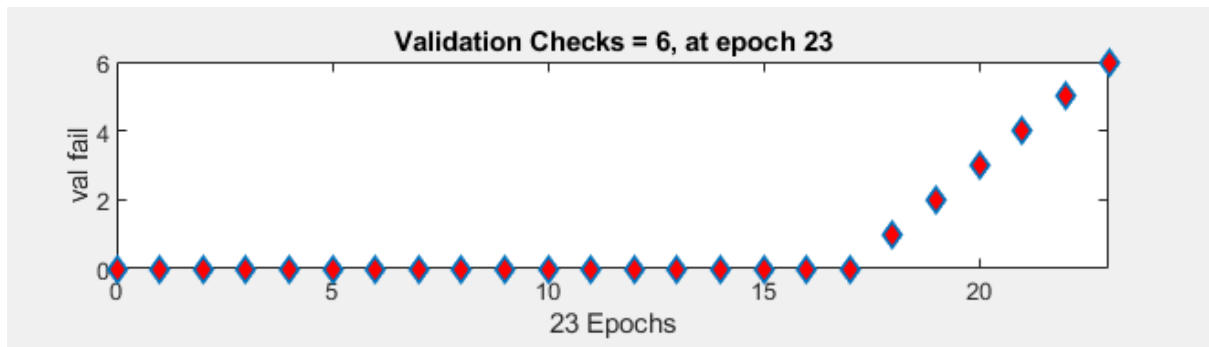 Validation Checks = 6, at epoch 23
6
4
2
0
val fail
0 5 10 15 20
23 Epochs